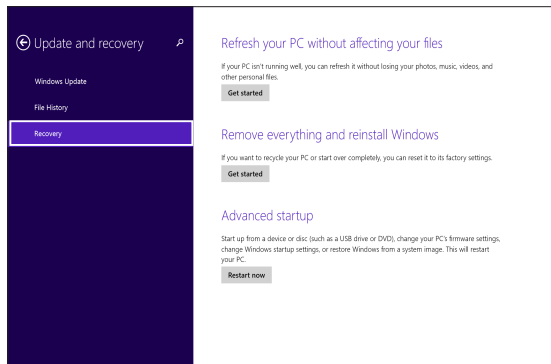 Update and recovery
Windows Update
File History
Recovery
Refresh your PC without affecting your files
If your PC isn't running well, you can refresh it without losing your photos, music, videos, and
other personal files.
Get started
Remove everything and reinstall Windows
If you want to recycle your PC or start over completely, you can reset it to its factory settings.
Get started
Advanced startup
Start up from a device or disc (such as a USB drive or DVD), change your PC's firmware settings,
change Windows startup settings, or restore Windows from a system image. This will restart
your PC.
Restart now